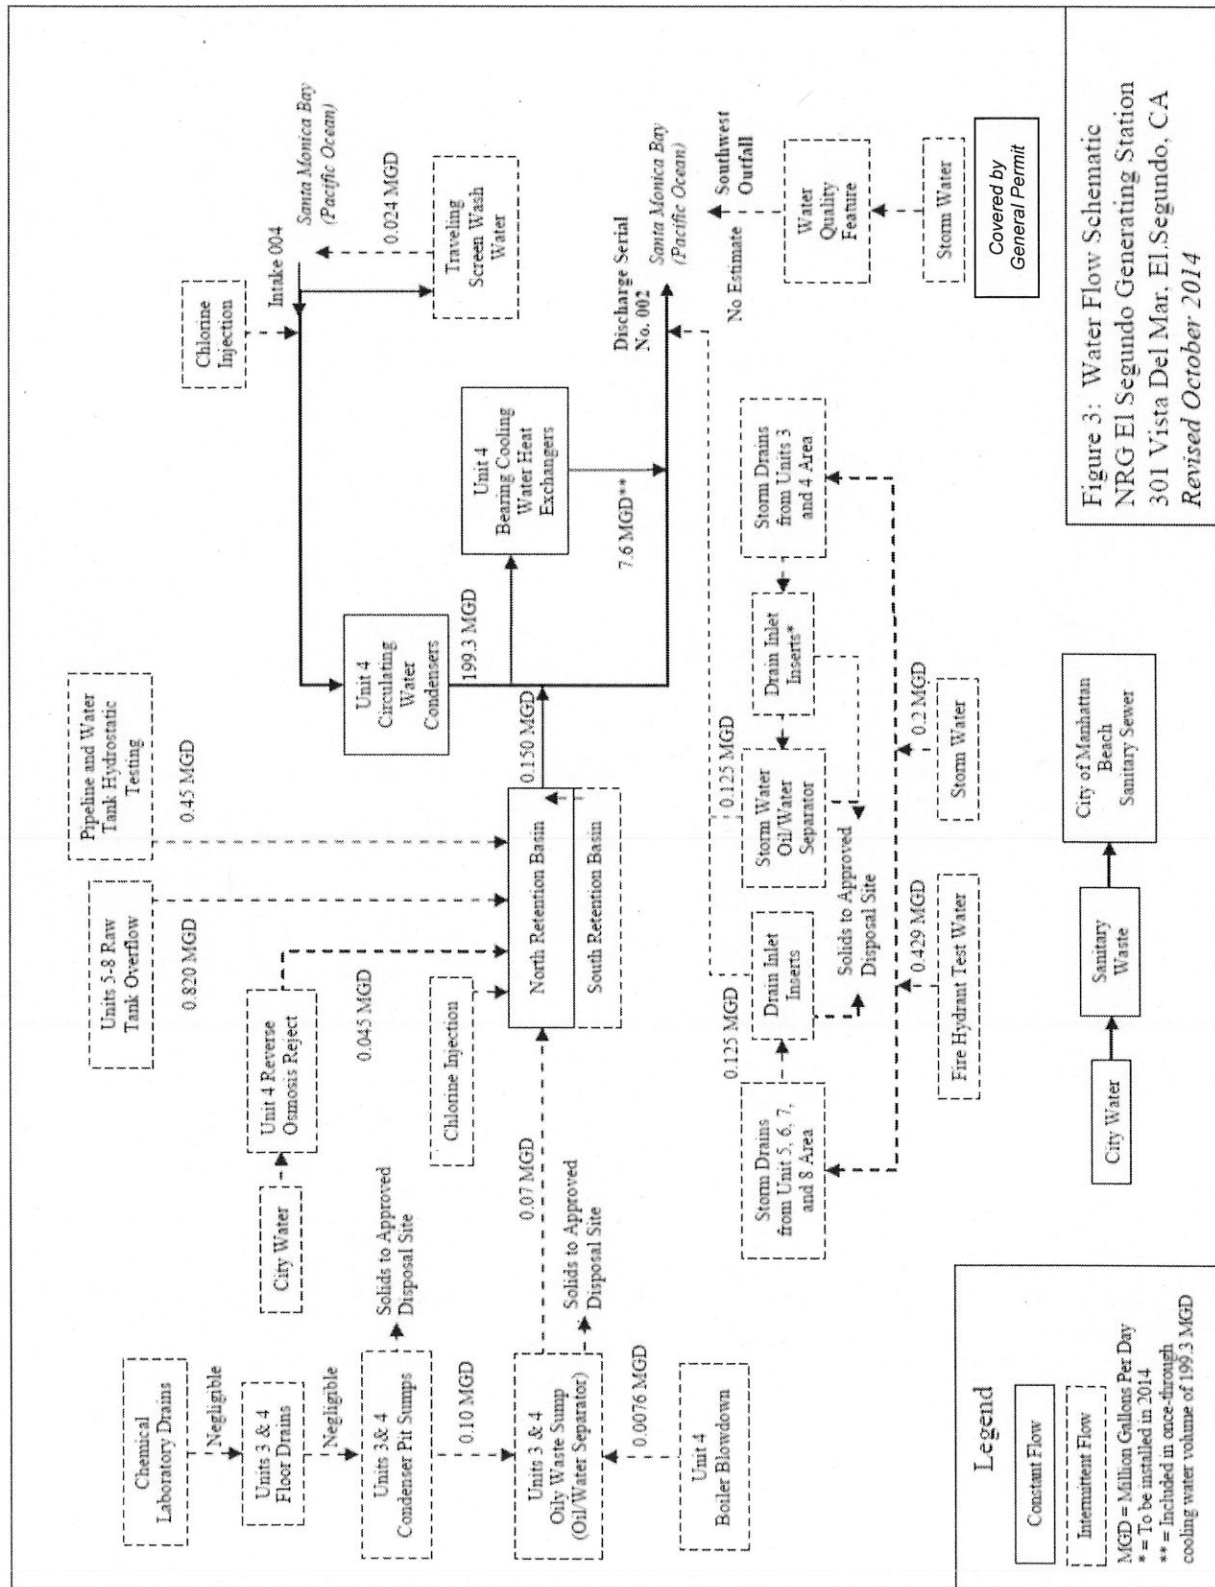 Chemical
Laboratory Drains
Negligible
Units 3 & 4
Floor Drains
Negligible
Units 3& 4
Condenser Pit Sumps
Solids to Approved
Disposal Site
0.10 MGD
Units 3 & 4
Oily Waste Sump
(Oil/Water Separator)
Solids to Approved
Disposal Site
0.0076 MGD
Unit 4
Boiler Blowdown
City Water
Unit 4 Reverse
Osmosis Reject
0.045 MGD
Units 5-8 Raw
Tank Overflow
0.820 MGD
Pipeline and Water
Tank Hydrostatic
Testing
0.45 MGD
Chlorine Injection
0.07 MGD
North Retention Basin
South Retention Basin
0.150 MGD
Unit 4
Circulating
Water
Condensers
199.3 MGD
Unit 4
Bearing Cooling
Water Heat
Exchangers
7.6 MGD**
Chlorine
Injection
Intake 004
Santa Monica Bay
(Pacific Ocean)
0.024 MGD
Traveling
Screen Wash
Water
Discharge Serial
No. 002
Santa Monica Bay
(Pacific Ocean)
No Estimate
Southwest
Outfall
Water
Quality
Feature
Storm Water
Covered by
General Permit
Storm Drains
from Unit 5, 6, 7,
and 8 Area
0.125 MGD
Drain Inlet
Inserts
Solids to Approved
Disposal Site
0.125 MGD
Storm Water
Oil/Water
Separator
Drain Inlet
Inserts*
Storm Drains
from Units 3
and 4 Area
0.429 MGD
Fire Hydrant Test Water
0.2 MGD
Storm Water
City Water
Sanitary
Waste
City of Manhattan
Beach
Sanitary Sewer
Legend
Constant Flow
Intermittent Flow
MGD = Million Gallons Per Day
* = To be installed in 2014
** = Included in once-through
cooling water volume of 199.3 MGD
Figure 3: Water Flow Schematic
NRG El Segundo Generating Station
301 Vista Del Mar, El Segundo, CA
Revised October 2014